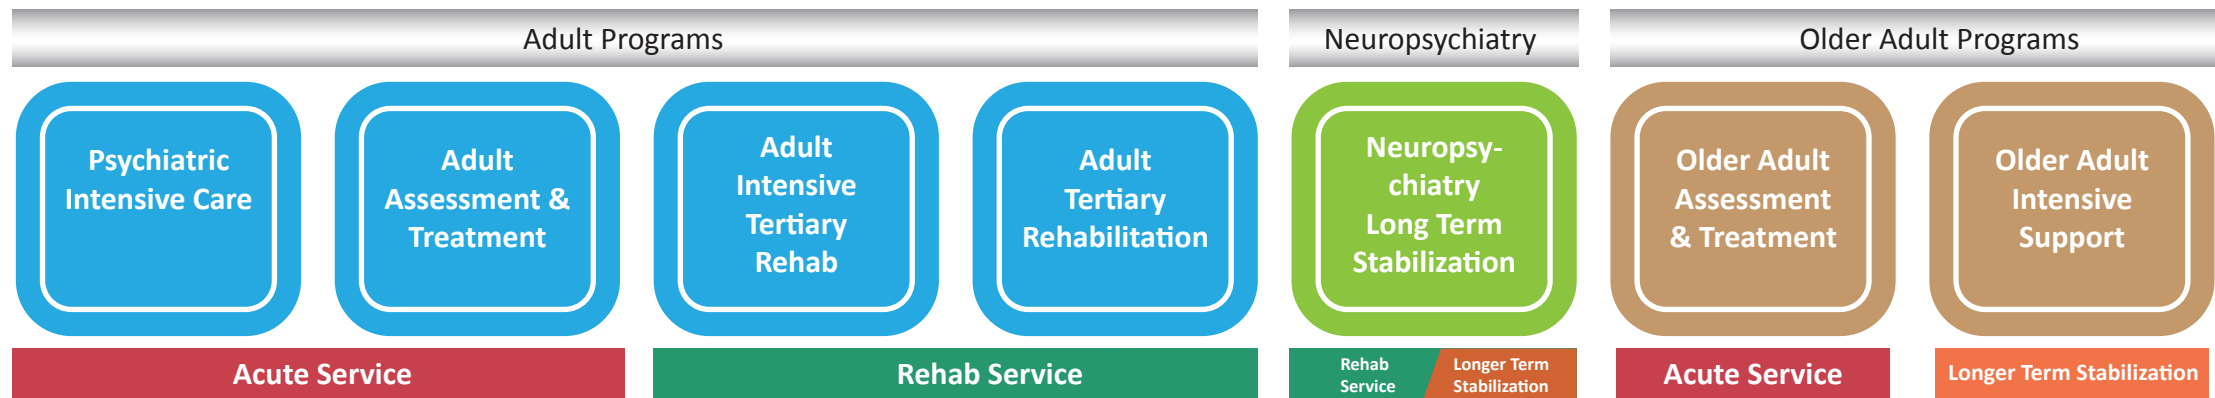 Adult Programs
Neuropsychiatry
Older Adult Programs
Psychiatric
Intensive Care
Adult
Assessment &
Treatment
Adult
Intensive
Tertiary
Rehab
Adult
Tertiary
Rehabilitation
Neuropsy-
chiatry
Long Term
Stabilization
Older Adult
Assessment
& Treatment
Older Adult
Intensive
Support
Acute Service
Rehab Service
Rehab
Service
Longer Term
Stabilization
Acute Service
Longer Term Stabilization